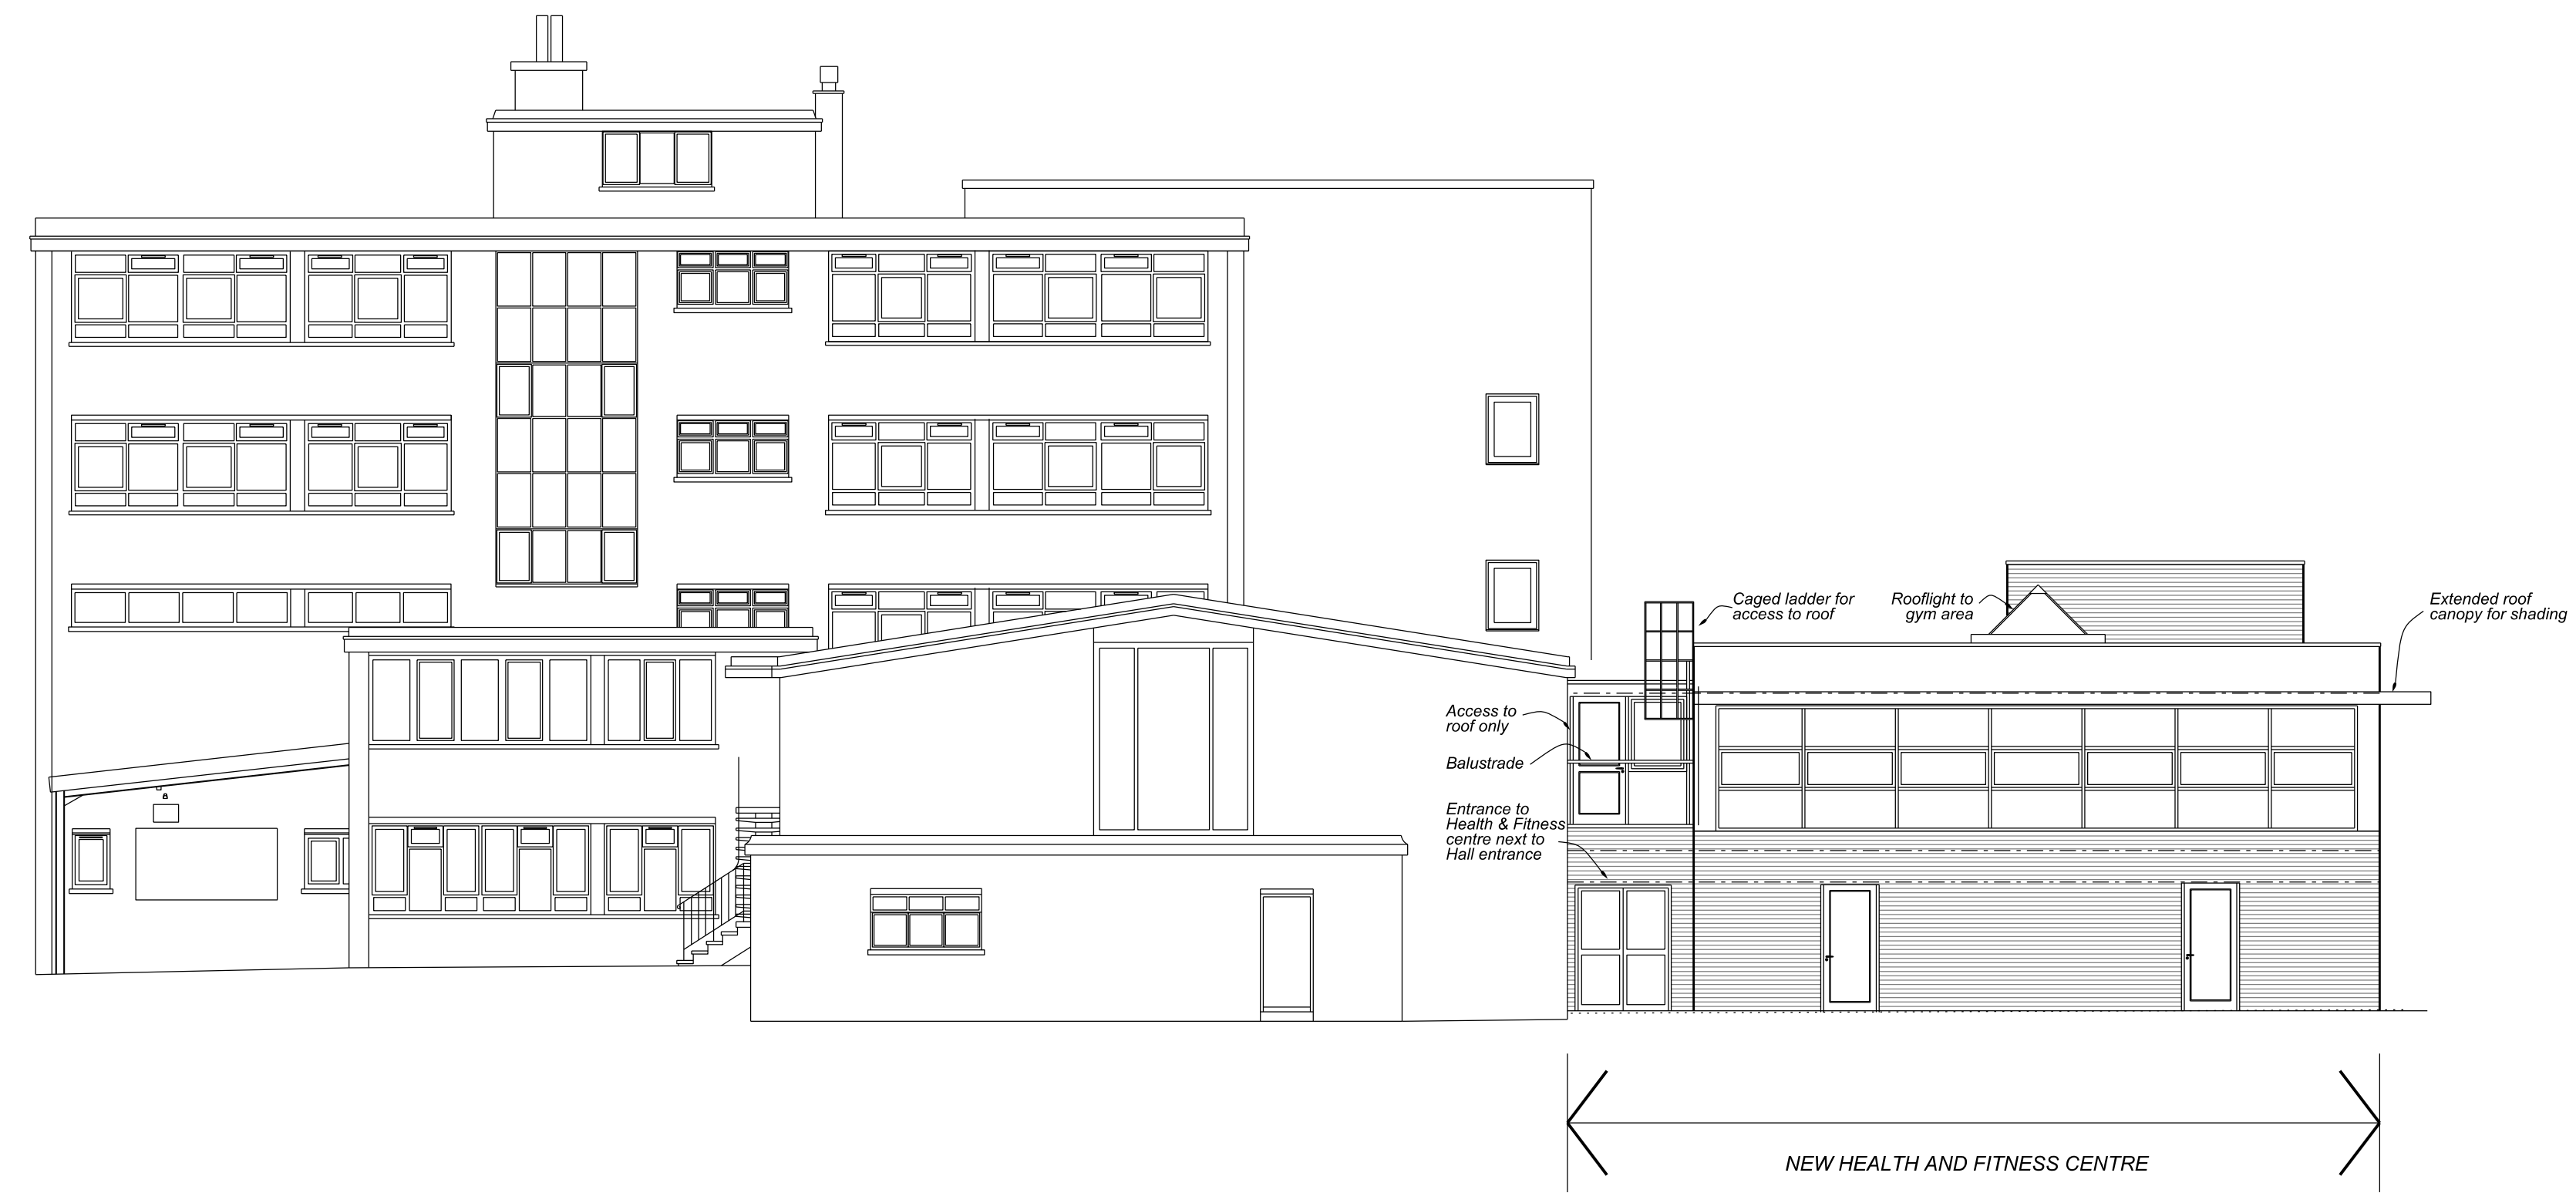 Caged ladder for
access to roof
Rooflight to
gym area
Extended roof
canopy for shading
Access to
roof only
Balustrade
Entrance to
Health & Fitness
centre next to
Hall entrance
NEW HEALTH AND FITNESS CENTRE